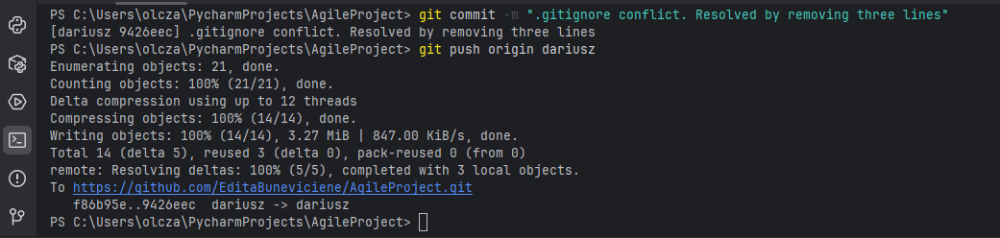 PS C:\Users\olcza\PycharmProjects\AgileProject> git commit -m ".gitignore conflict. Resolved by removing three lines"
[dariusz 9426eec] .gitignore conflict. Resolved by removing three lines
PS C:\Users\olcza\PycharmProjects\AgileProject> git push origin dariusz
Enumerating objects: 21, done.
Counting objects: 100% (21/21), done.
Delta compression using up to 12 threads
Compressing objects: 100% (14/14), done.
Writing objects: 100% (14/14), 3.27 MiB | 847.00 KiB/s, done.
Total 14 (delta 5), reused 3 (delta 0), pack-reused 0 (from 0)
remote: Resolving deltas: 100% (5/5), completed with 3 local objects.
To https://github.com/EditaBuneviciene/AgileProject.git
   f86b95e..9426eec  dariusz -> dariusz
PS C:\Users\olcza\PycharmProjects\AgileProject>